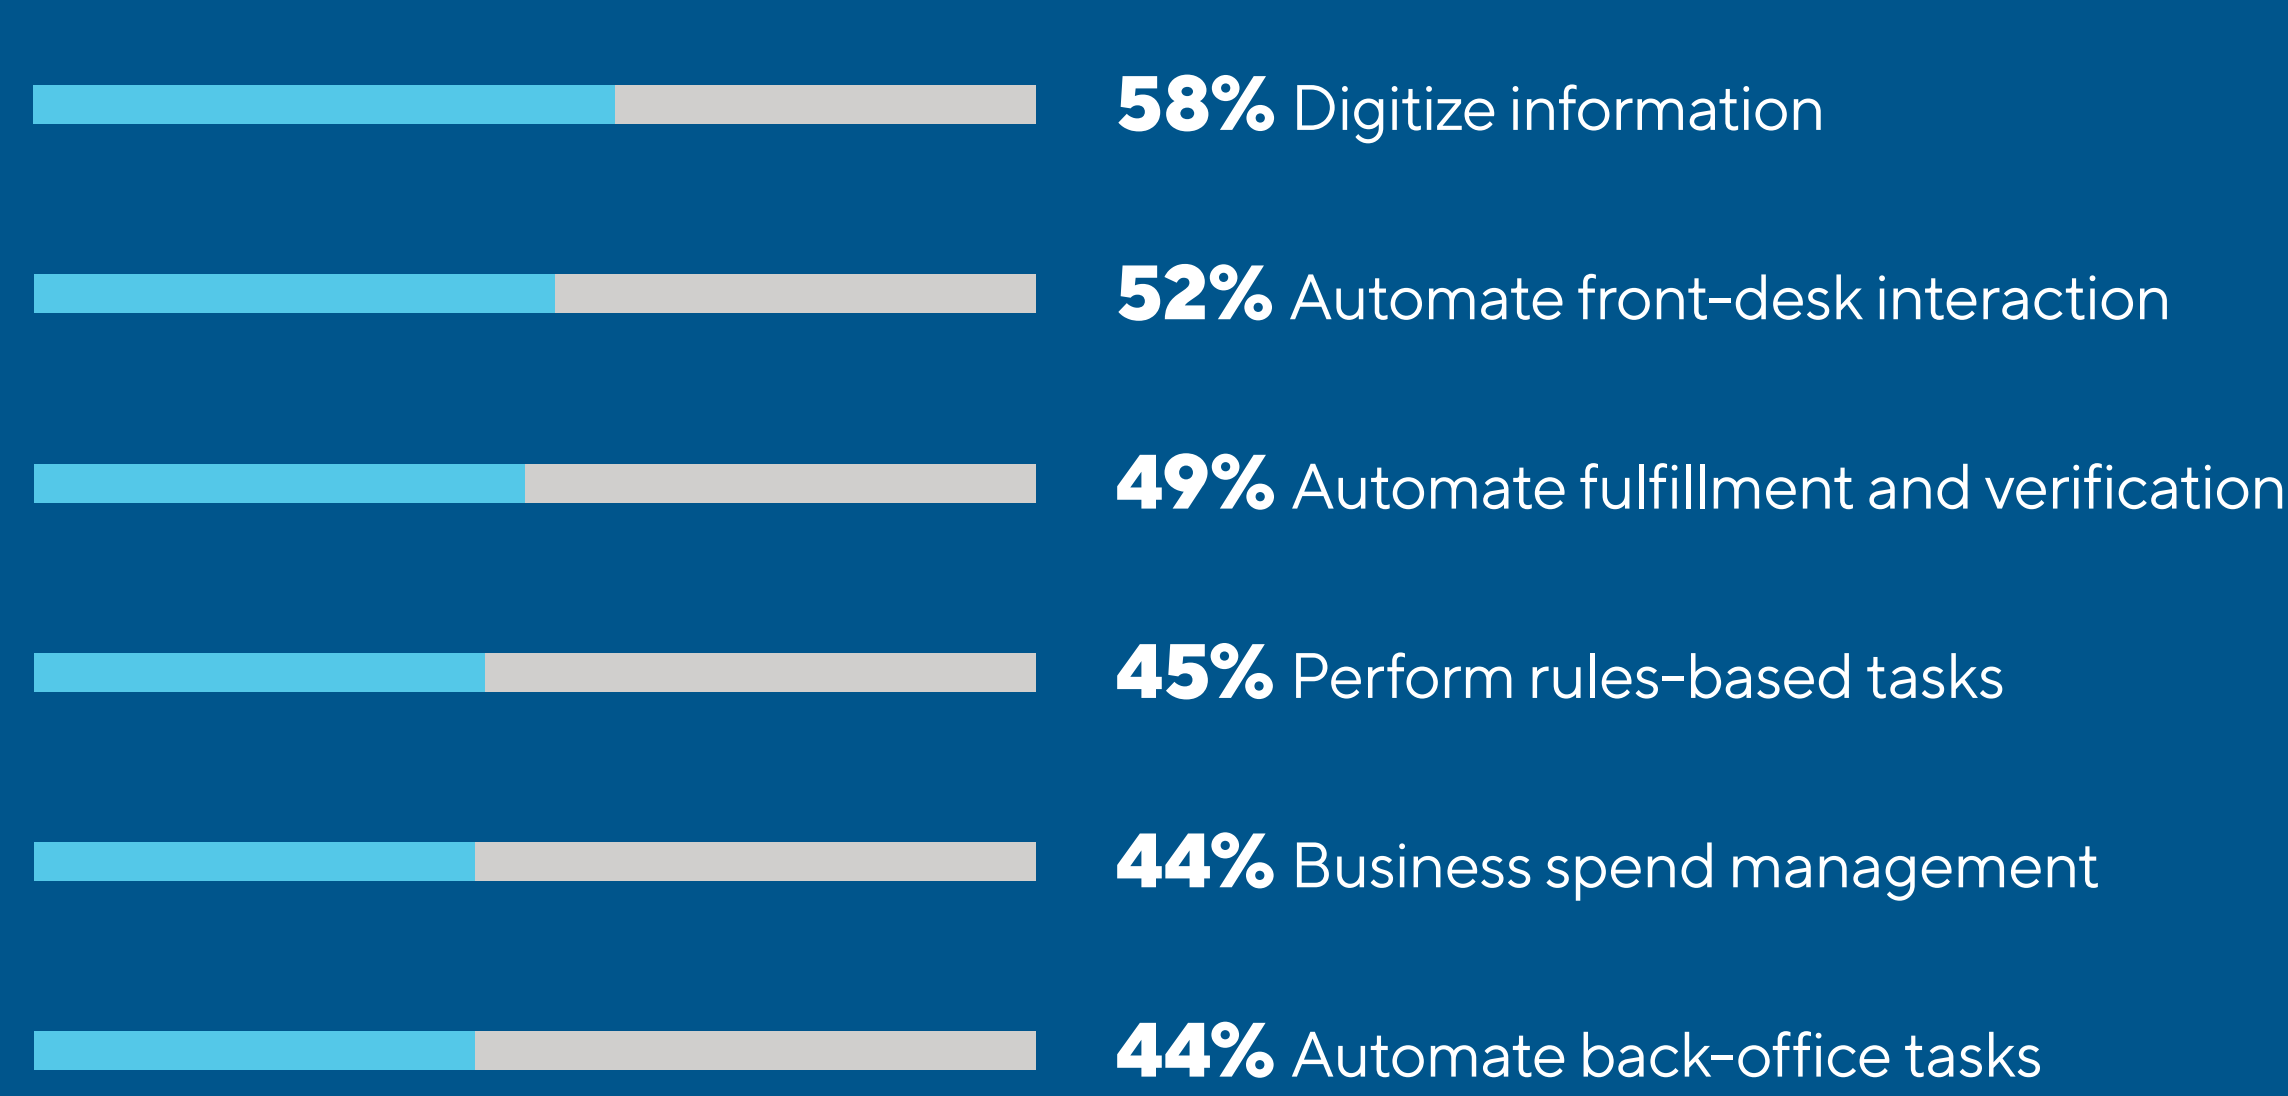 58% Digitize information
52% Automate front-desk interaction
49% Automate fulfillment and verification
45% Perform rules-based tasks
44% Business spend management
44% Automate back-office tasks